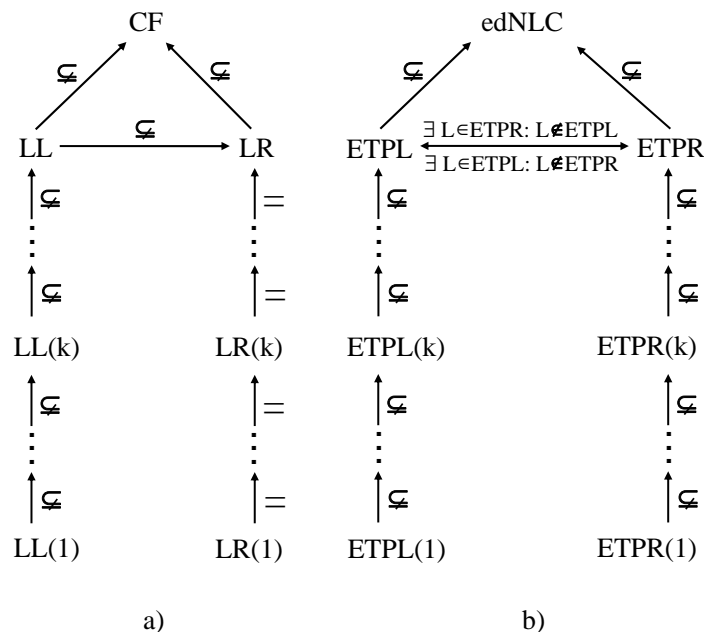 CF edNLC
⊊ ⊊ ⊊ ⊊
⊊ ∃ L∈ETPR: L∉ETPL
LL LR ETPL ETPR
∃ L∈ETPL: L∉ETPR
⊊ = ⊊ ⊊
⊊ = ⊊ ⊊
LL(k) LR(k) ETPL(k) ETPR(k)
⊊ = ⊊ ⊊
⊊ = ⊊ ⊊
LL(1) LR(1) ETPL(1) ETPR(1)
a) b)